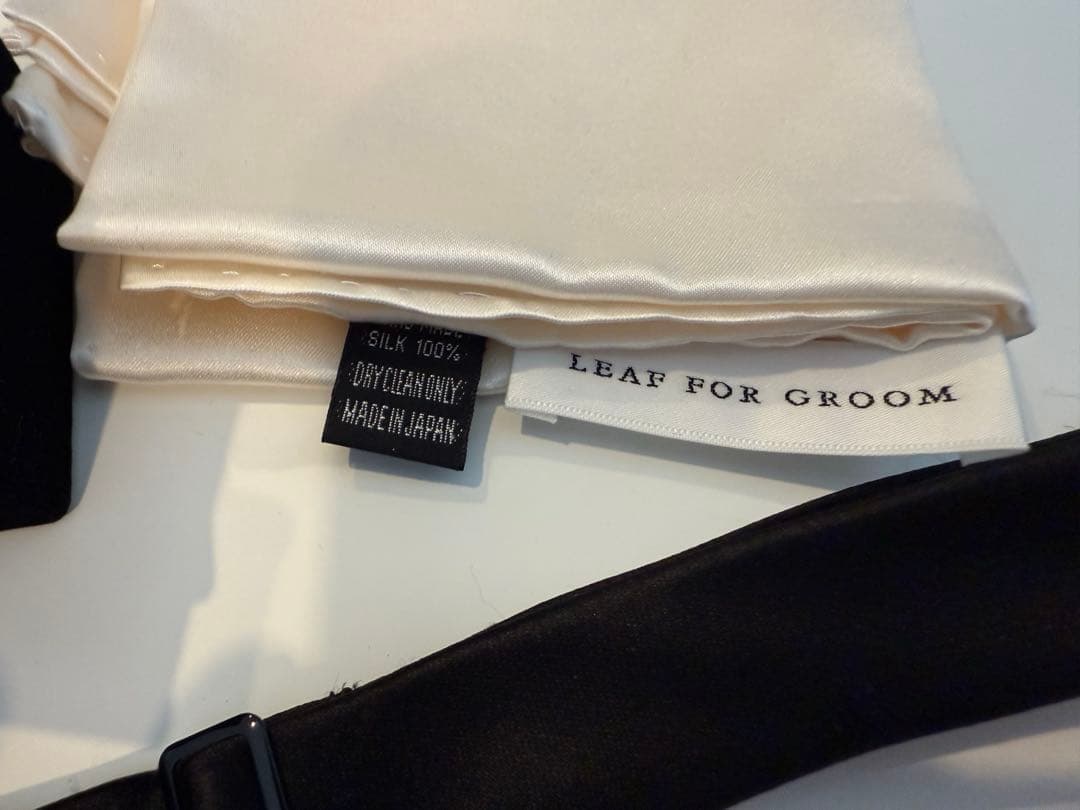 SILK 100%
DRY CLEAN ONLY
MADE IN JAPAN
LEAF FOR GROOM